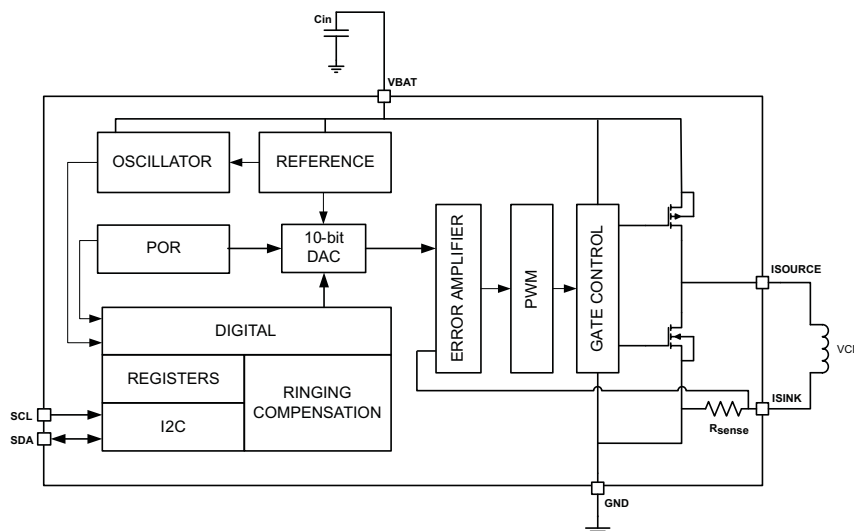 Cin
VBAT
OSCILLATOR
REFERENCE
POR
10-bit
DAC
ERROR AMPLIFIER
PWM
GATE CONTROL
ISOURCE
DIGITAL
REGISTERS
RINGING
COMPENSATION
I2C
SCL
SDA
ISINK
Rsense
GND